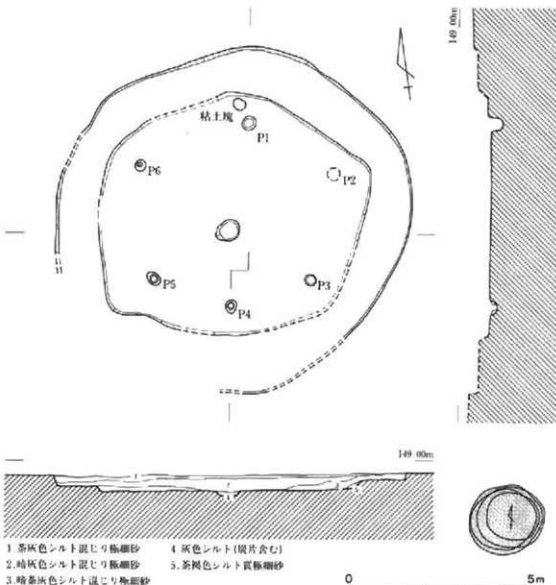 149 00m
粘土塊
P1
P6
P2
P5
P3
P4
149 00m
1.茶灰色シルト混じり極細砂
2.暗灰色シルト混じり極細砂
3.暗茶灰色シルト混じり極細砂
4.灰色シルト(炭片含む)
5.茶褐色シルト質極細砂
0 5m